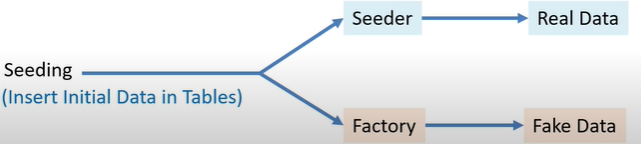 Seeder
Real Data
Seeding
(Insert Initial Data in Tables)
Factory
Fake Data